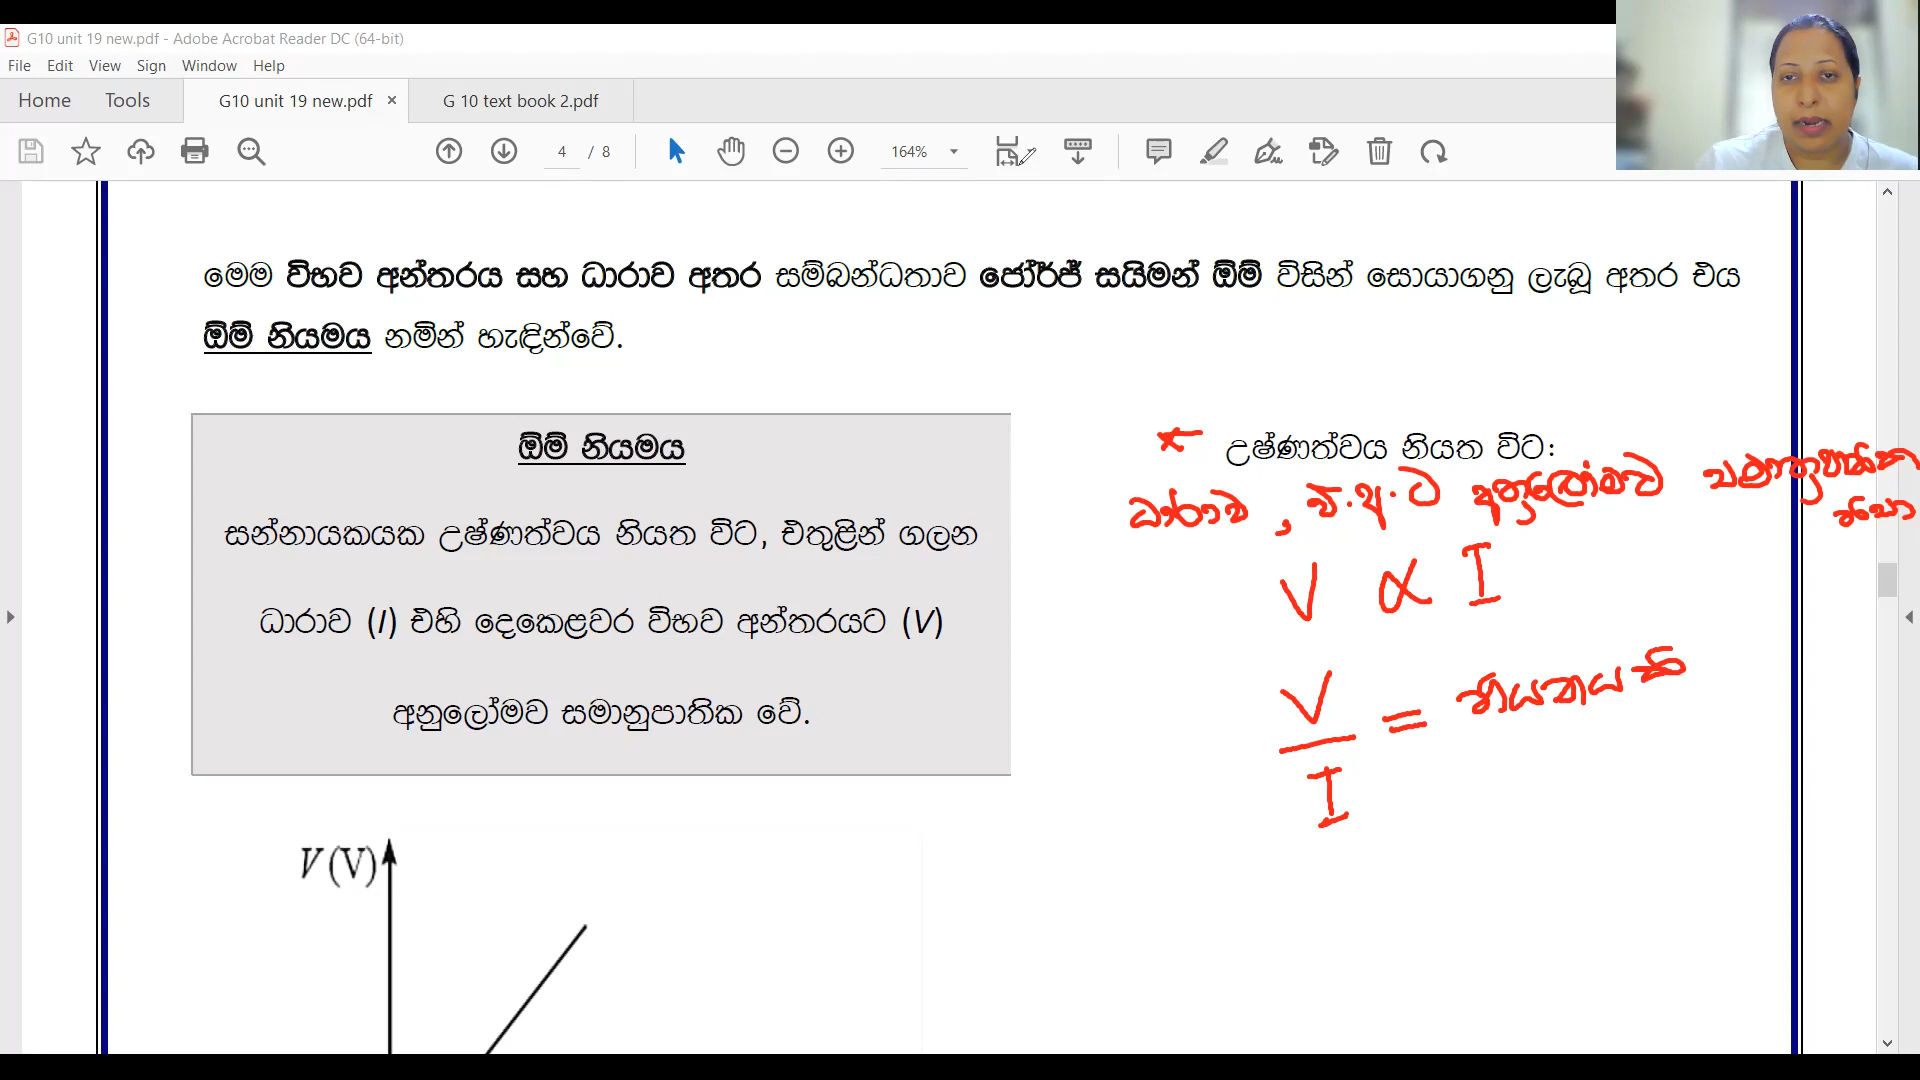 G10 unit 19 new.pdf - Adobe Acrobat Reader DC (64-bit)
File Edit View Sign Window Help
Home Tools G10 unit 19 new.pdf × G 10 text book 2.pdf
4 / 8 164%
මෙම විභව අන්තරය සහ ධාරාව අතර සම්බන්ධතාව ජෝර්ජ් සයිමන් ඕම් විසින් සොයාගනු ලැබූ අතර එය
ඕම් නියමය නමින් හැඳින්වේ.
ඕම් නියමය
සන්නායකයක උෂ්ණත්වය නියත විට, එතුළින් ගලන
ධාරාව (I) එහි දෙකෙළවර විභව අන්තරයට (V)
අනුලෝමව සමානුපාතික වේ.
උෂ්ණත්වය නියත විට:
ධාරාව, වි.අ.ට අනුලෝමව සමානුපාතික
V ∝ I
V
= නියතයකි
I
V (V)